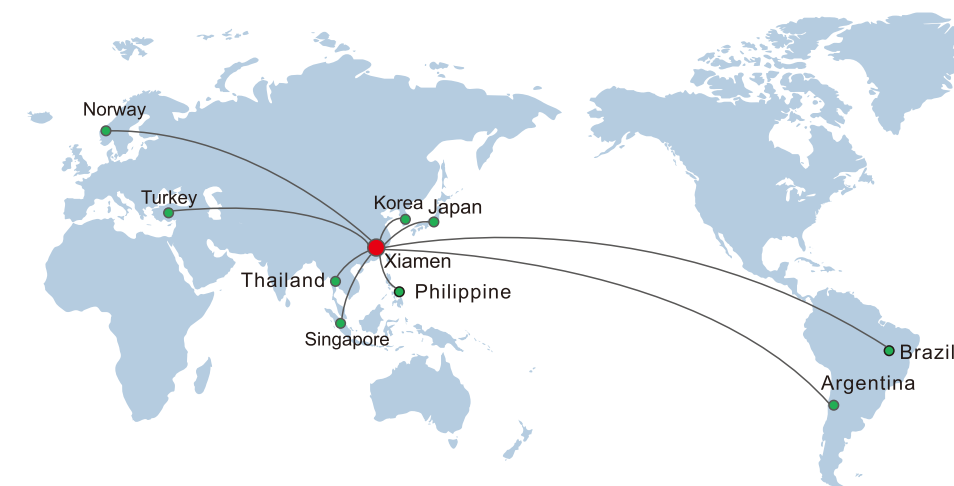 Norway
Turkey
Korea
Japan
Xiamen
Thailand
Philippine
Singapore
Brazil
Argentina